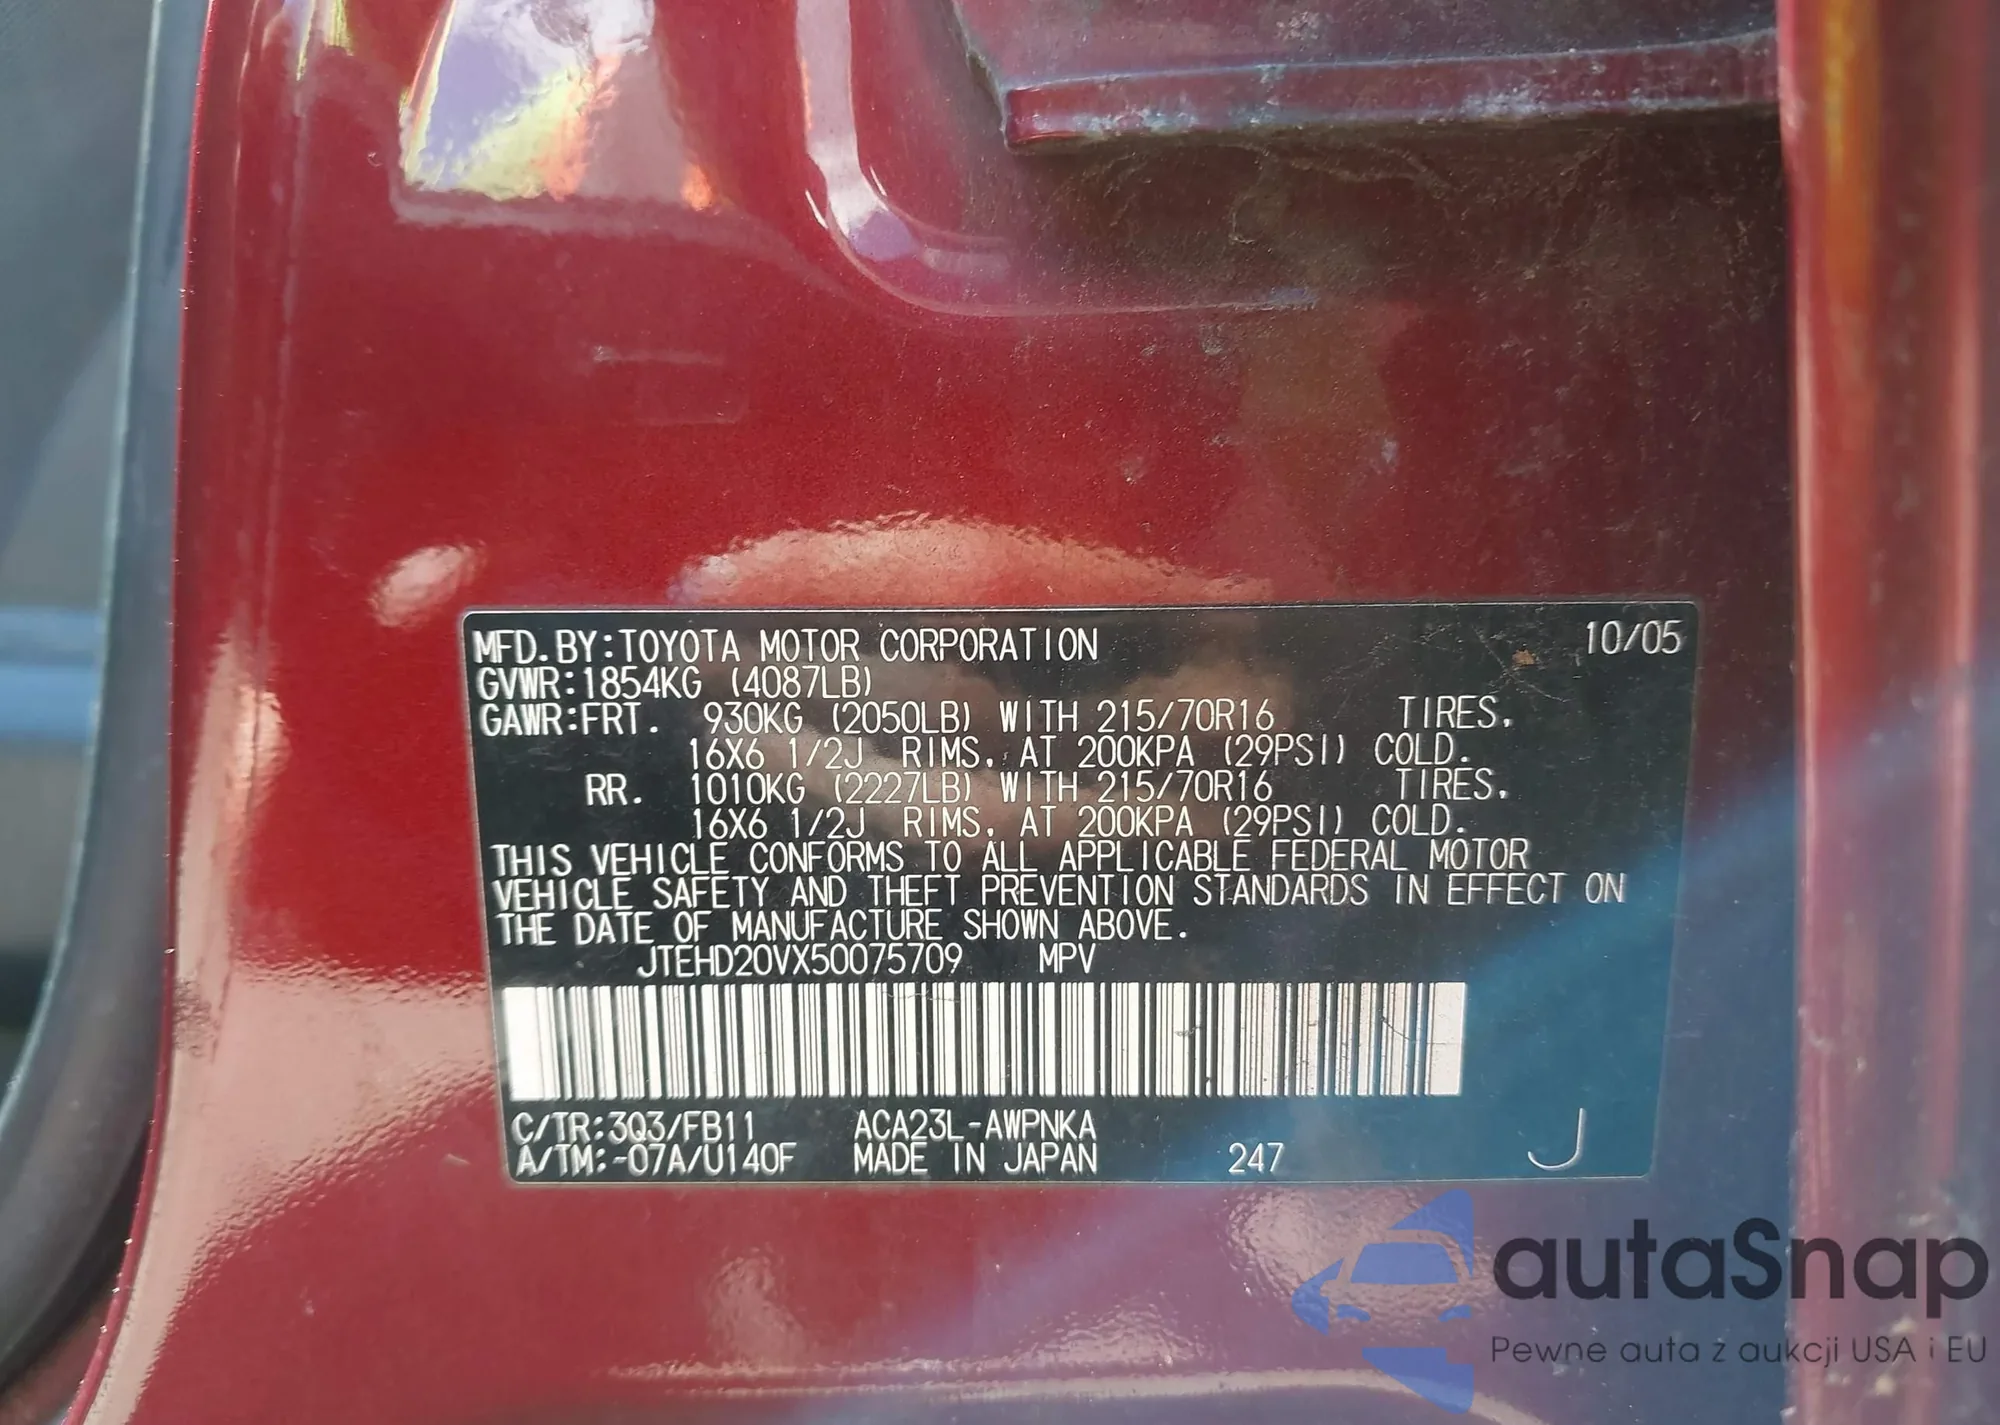 MFD.BY:TOYOTA MOTOR CORPORATION 10/05
GVWR:1854KG (4087LB)
GAWR:FRT. 930KG (2050LB) WITH 215/70R16 TIRES,
16X6 1/2J RIMS, AT 200KPA (29PSI) COLD.
RR. 1010KG (2227LB) WITH 215/70R16 TIRES,
16X6 1/2J RIMS, AT 200KPA (29PSI) COLD.
THIS VEHICLE CONFORMS TO ALL APPLICABLE FEDERAL MOTOR
VEHICLE SAFETY AND THEFT PREVENTION STANDARDS IN EFFECT ON
THE DATE OF MANUFACTURE SHOWN ABOVE.
JTEHD20VX50075709 MPV
C/TR:3Q3/FB11 ACA23L-AWPNKA
A/TM:-07A/U140F MADE IN JAPAN 247 J
autaSnap
Pewne auta z aukcji USA i EU